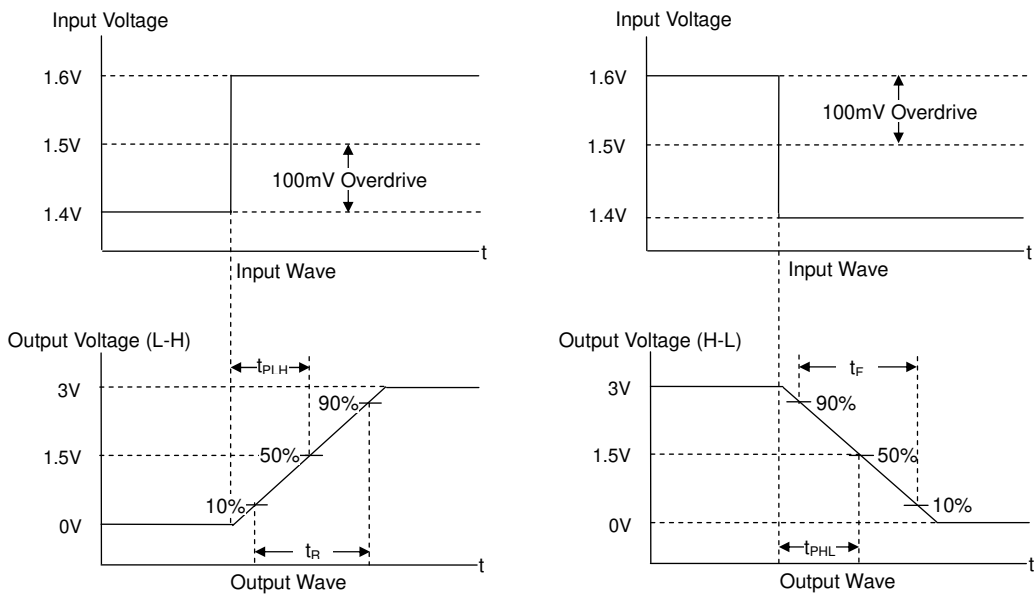 Input Voltage
1.6V
1.5V
100mV Overdrive
1.4V
t
Input Wave
Input Voltage
1.6V
100mV Overdrive
1.5V
1.4V
t
Input Wave
Output Voltage (L-H)
tPLH
3V
90%
1.5V
50%
10%
0V
tR
t
Output Wave
Output Voltage (H-L)
tF
3V
90%
1.5V
50%
10%
0V
tPHL
t
Output Wave